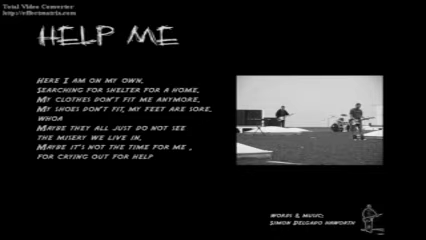 Total Video Converter
http://effectmatrix.com
HELP ME
HERE I AM ON MY OWN,
SEARCHING FOR SHELTER FOR A HOME,
MY CLOTHES DON'T FIT ME ANYMORE,
MY SHOES DON'T FIT, MY FEET ARE SORE,
WHOA
MAYBE THEY ALL JUST DO NOT SEE
THE MISERY WE LIVE IN,
MAYBE IT'S NOT THE TIME FOR ME ,
FOR CRYING OUT FOR HELP
WORDS & MUSIC:
SIMON DELGADO HAWORTH